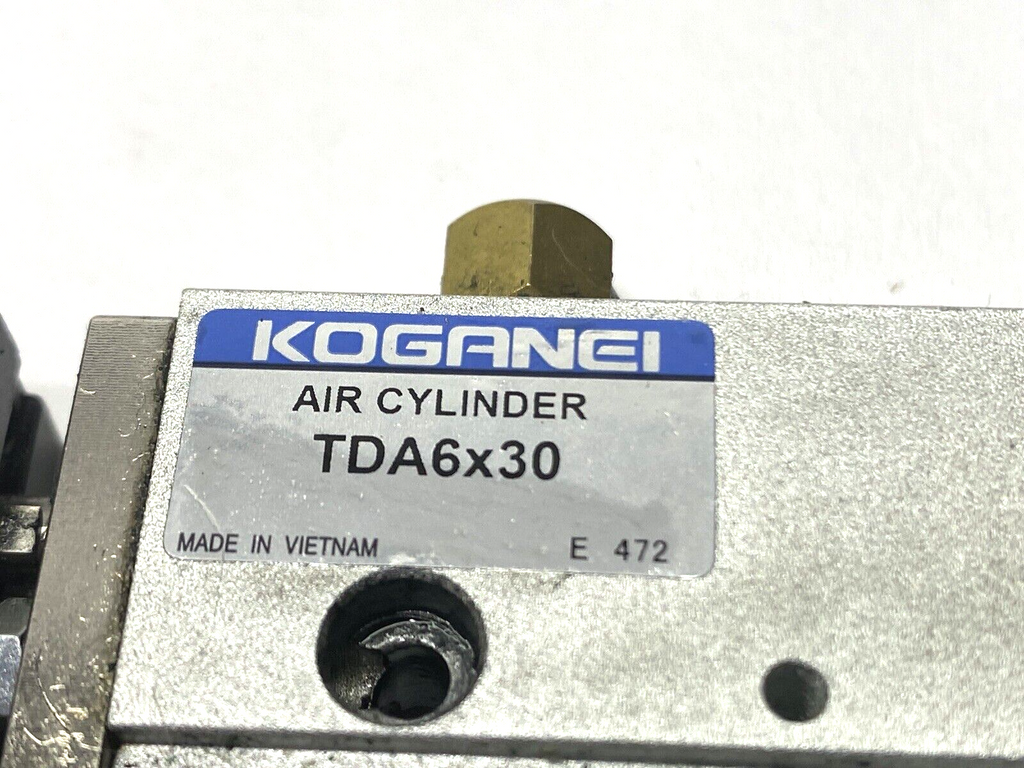 KOGANEI
AIR CYLINDER
TDA6x30
MADE IN VIETNAM E 472